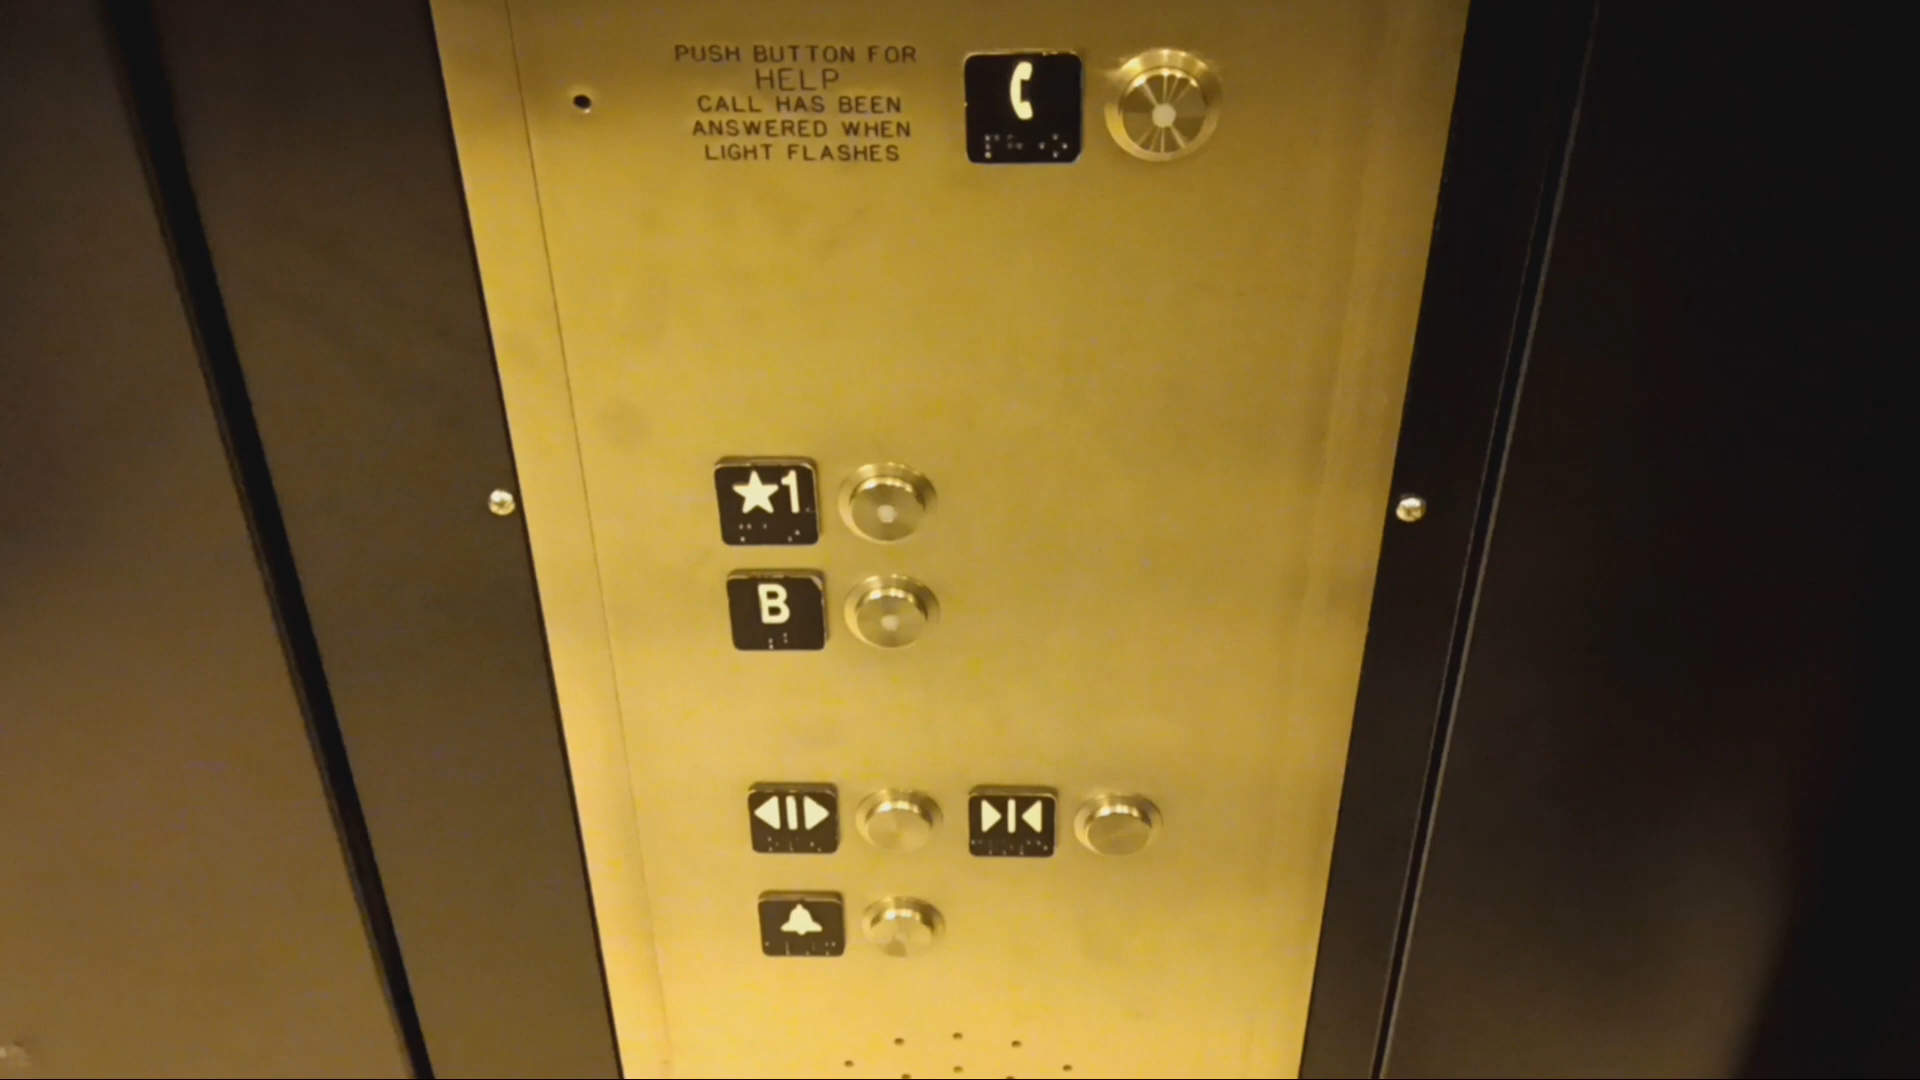 PUSH BUTTON FOR
HELP
CALL HAS BEEN
ANSWERED WHEN
LIGHT FLASHES
★1
B